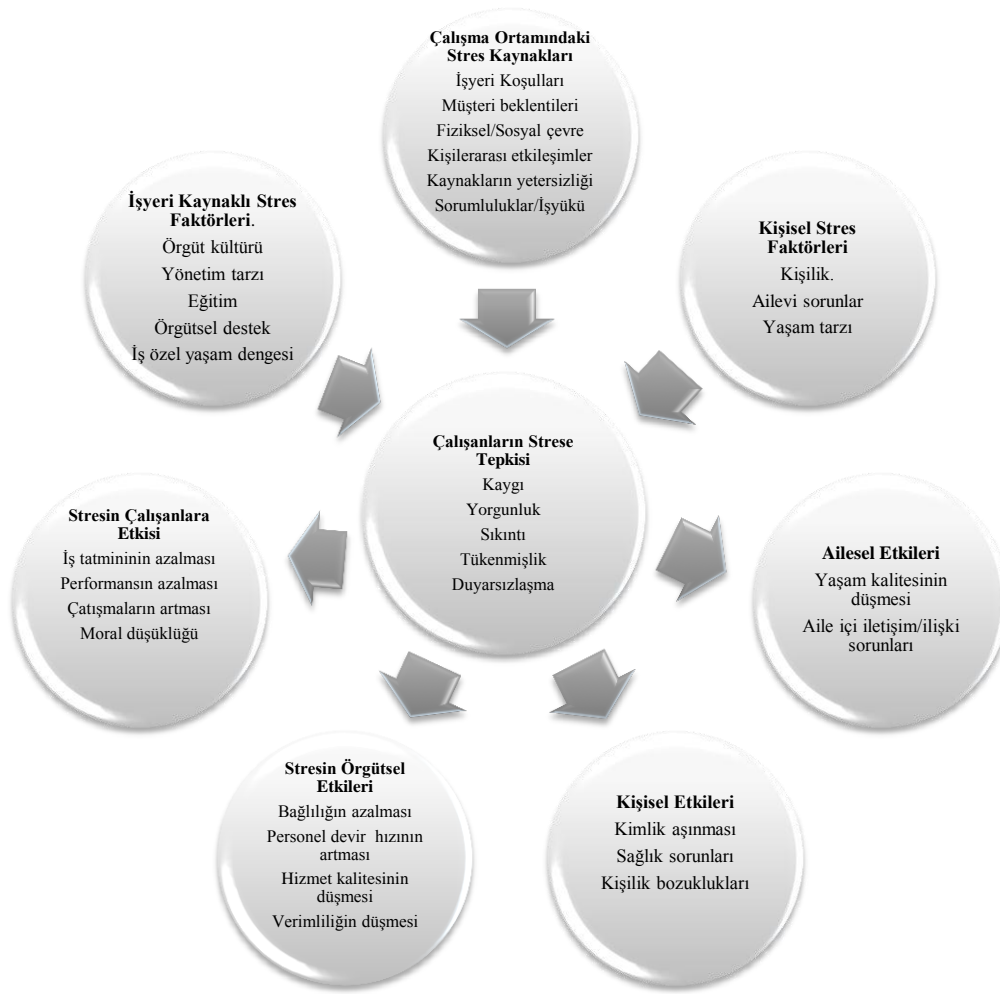 Çalışma Ortamındaki
Stres Kaynakları
İşyeri Koşulları
Müşteri beklentileri
Fiziksel/Sosyal çevre
Kişilerarası etkileşimler
Kaynakların yetersizliği
Sorumluluklar/İşyükü
İşyeri Kaynaklı Stres
Faktörleri.
Örgüt kültürü
Yönetim tarzı
Eğitim
Örgütsel destek
İş özel yaşam dengesi
Kişisel Stres
Faktörleri
Kişilik.
Ailevi sorunlar
Yaşam tarzı
Çalışanların Strese
Tepkisi
Kaygı
Yorgunluk
Sıkıntı
Tükenmişlik
Duyarsızlaşma
Stresin Çalışanlara
Etkisi
İş tatmininin azalması
Performansın azalması
Çatışmaların artması
Moral düşüklüğü
Ailesel Etkileri
Yaşam kalitesinin
düşmesi
Aile içi iletişim/ilişki
sorunları
Stresin Örgütsel
Etkileri
Bağlılığın azalması
Personel devir hızının
artması
Hizmet kalitesinin
düşmesi
Verimliliğin düşmesi
Kişisel Etkileri
Kimlik aşınması
Sağlık sorunları
Kişilik bozuklukları